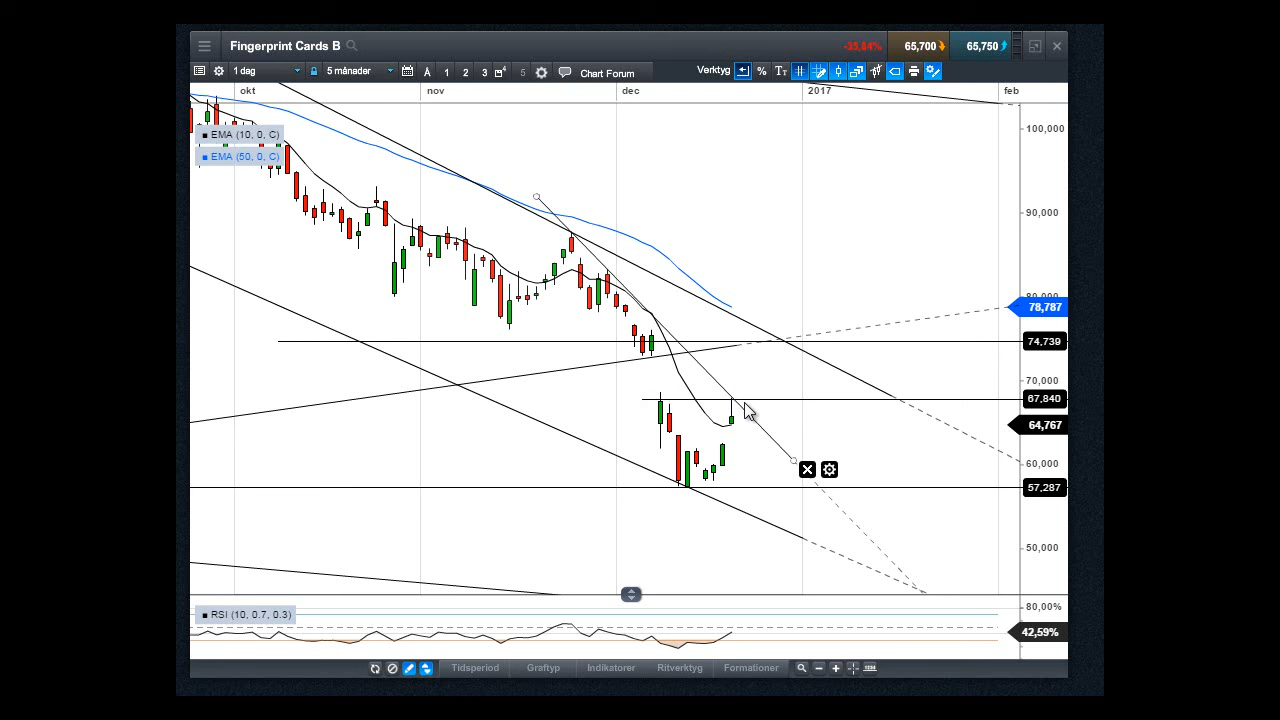 Fingerprint Cards B
-35,84% 65,700 65,750
1 dag 5 månader A 1 2 3 5 Chart Forum Verktyg % TT
okt nov dec 2017 feb
EMA (10, 0, C)
EMA (50, 0, C)
100,000
90,000
80,000
78,787
74,739
70,000
67,840
64,767
60,000
57,287
50,000
RSI (10, 0.7, 0.3)
80,00%
42,59%
Tidsperiod Graftyp Indikatorer Ritverktyg Formationer